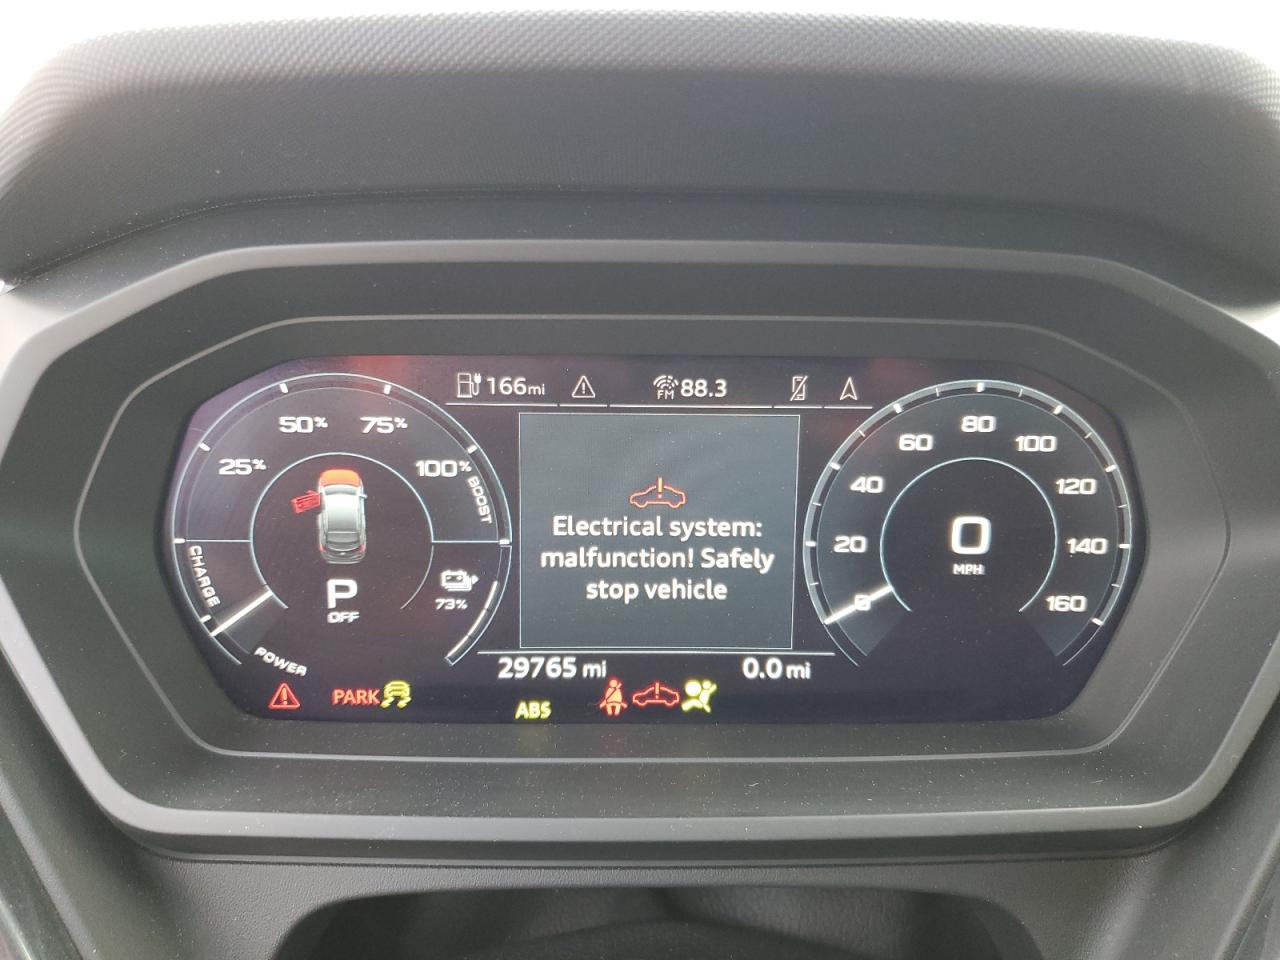 166mi
FM 88.3
25%
50%
75%
100%
BOOST
CHARGE
POWER
P
OFF
73%
Electrical system:
malfunction! Safely
stop vehicle
29765 mi
0.0 mi
0
20
40
60
80
100
120
140
160
0
MPH
PARK
ABS